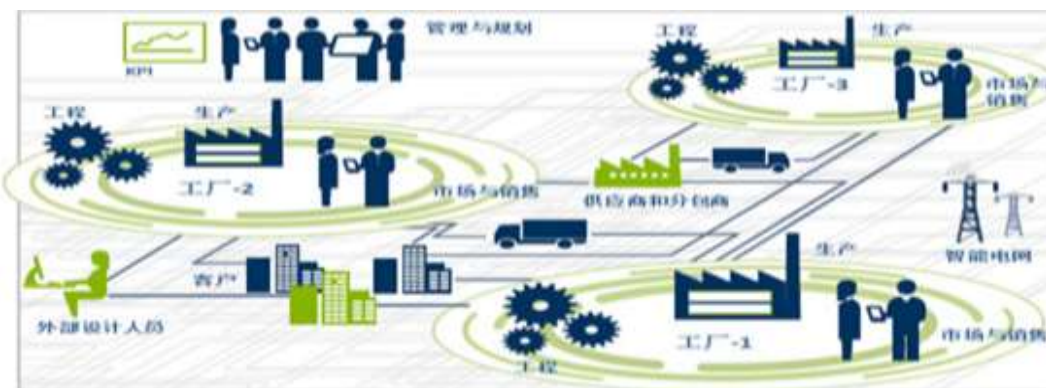 管理与规划
KPI
工程
生产
工厂-3
市场与
销售
工程
生产
工厂-2
市场与销售
供应商和分包商
智能电网
客户
外部设计人员
生产
工厂-1
市场与销售
工程